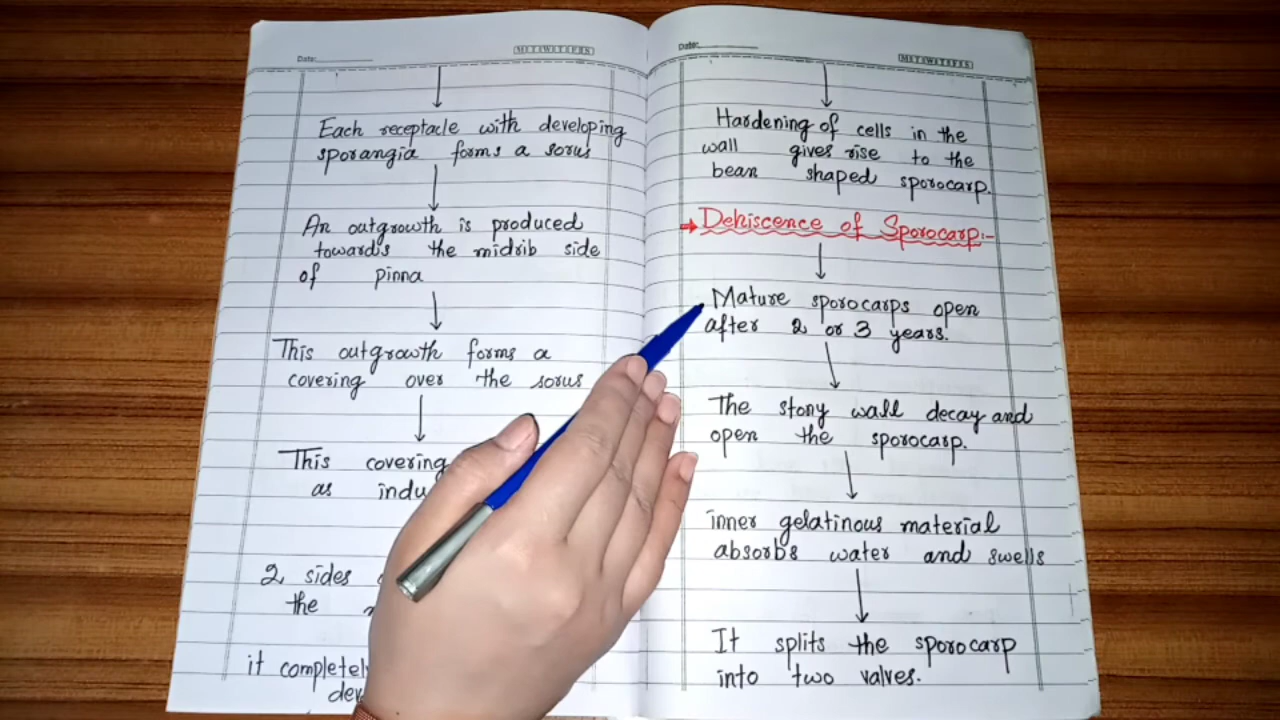 Date:
M T W T F S S
Each receptacle with developing
sporangia forms a sorus
An outgrowth is produced
towards the midrib side
of pinna
This outgrowth forms a
covering over the sorus
This covering
as
2 sides
the
it completely
Date:
M T W T F S S
Hardening of cells in the
wall gives rise to the
bean shaped sporocarp.
→ Dehiscence of Sporocarp:-
Mature sporocarps open
after 2 or 3 years.
The stony wall decay and
open the sporocarp.
inner gelatinous material
absorbs water and swells
It splits the sporocarp
into two valves.